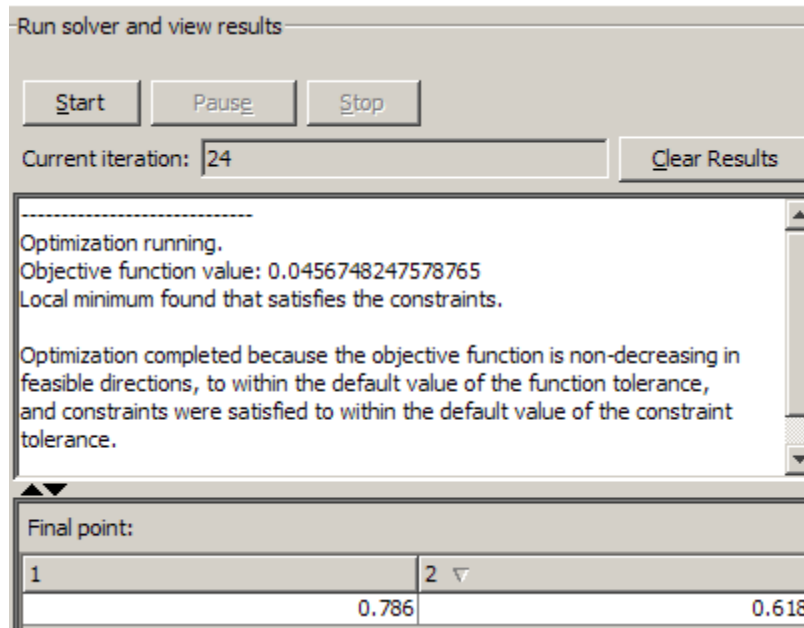 Run solver and view results
Start Pause Stop
Current iteration: 24 Clear Results
------------------------------
Optimization running.
Objective function value: 0.0456748247578765
Local minimum found that satisfies the constraints.
Optimization completed because the objective function is non-decreasing in
feasible directions, to within the default value of the function tolerance,
and constraints were satisfied to within the default value of the constraint
tolerance.
Final point:
1 2
0.786 0.618